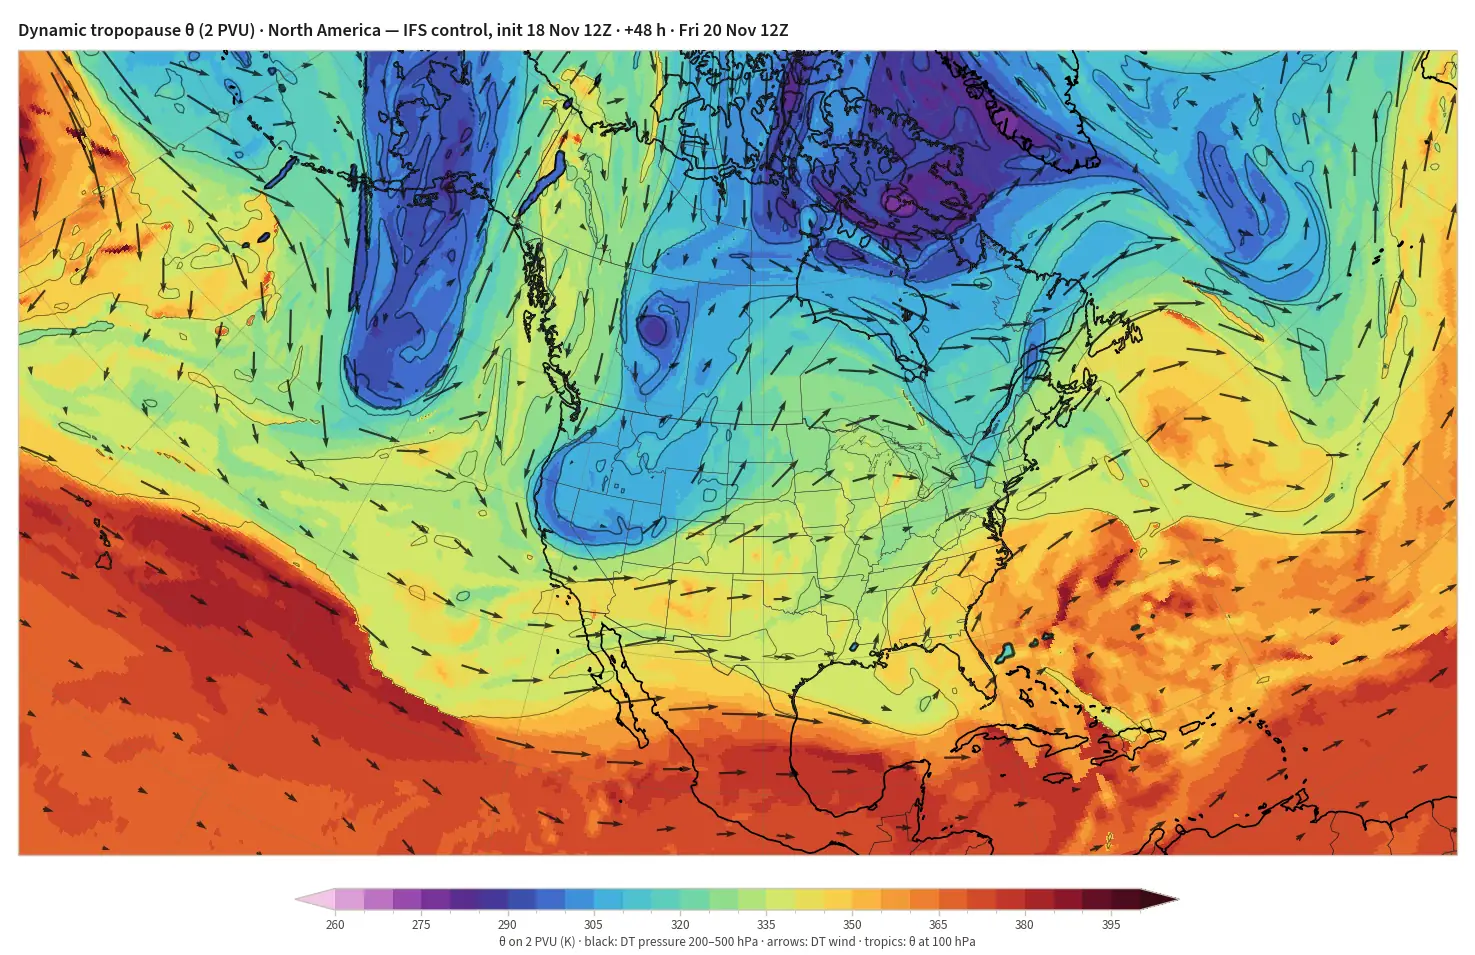 Dynamic tropopause θ (2 PVU) · North America — IFS control, init 18 Nov 12Z · +48 h · Fri 20 Nov 12Z
260 275 290 305 320 335 350 365 380 395
θ on 2 PVU (K) · black: DT pressure 200–500 hPa · arrows: DT wind · tropics: θ at 100 hPa